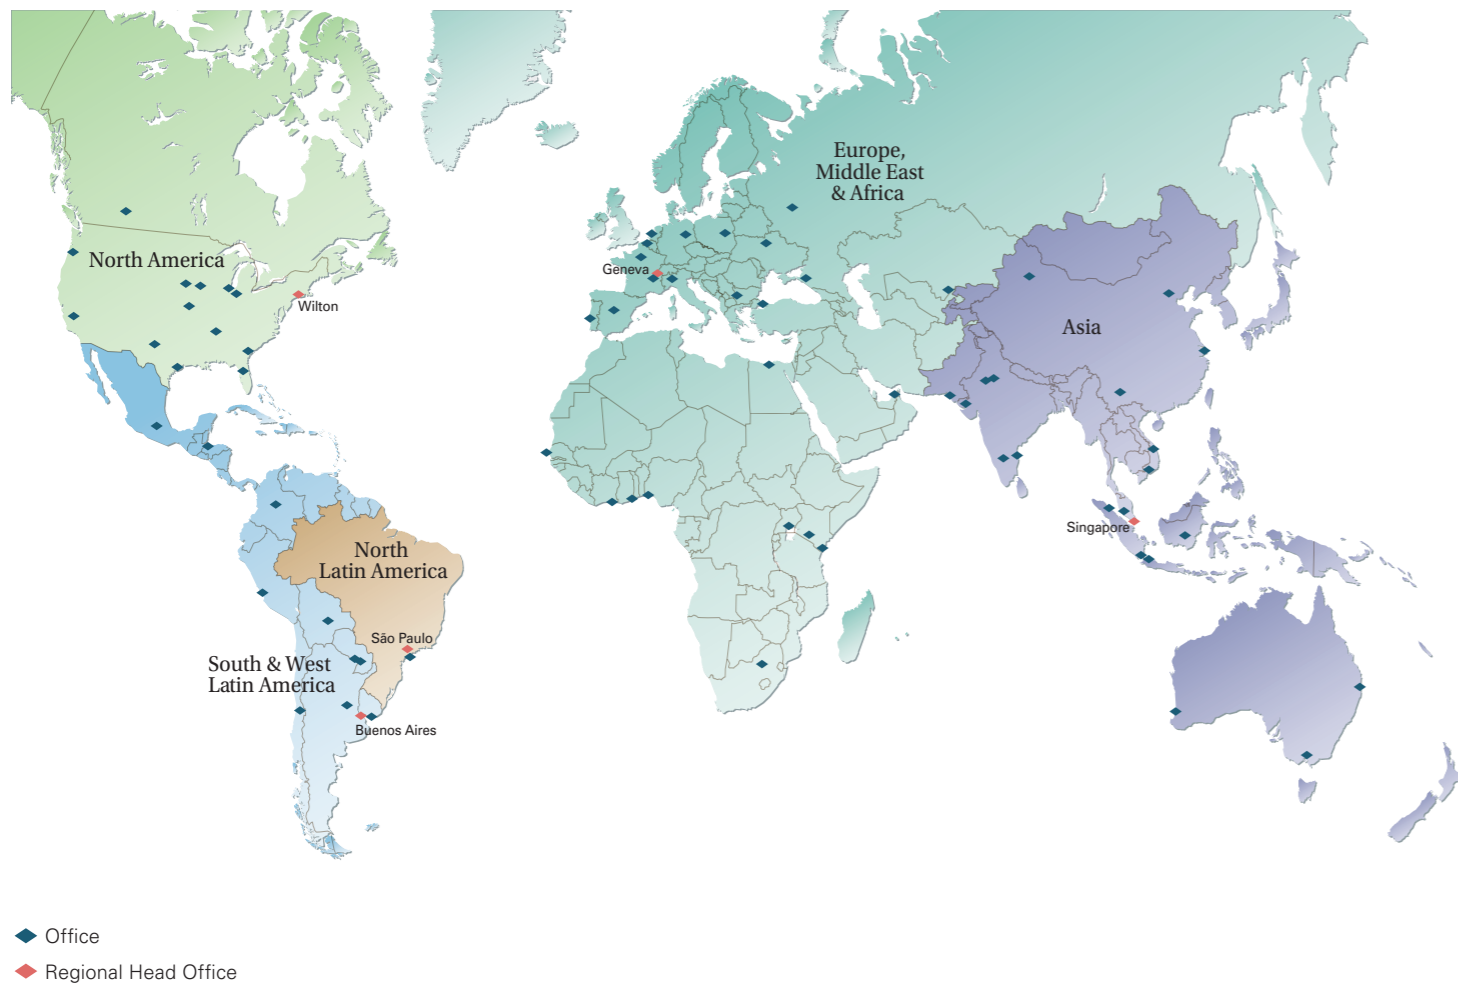 Europe,
Middle East
& Africa
North America
Geneva
Wilton
Asia
Singapore
North
Latin America
São Paulo
South & West
Latin America
Buenos Aires
Office
Regional Head Office